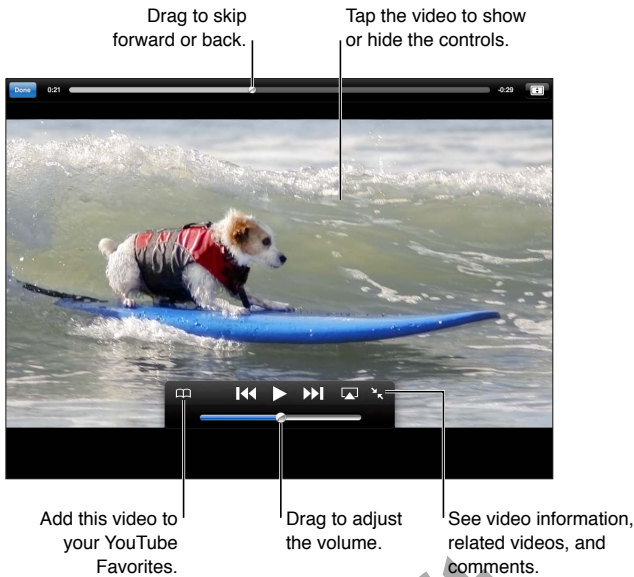 Drag to skip
forward or back.
Tap the video to show
or hide the controls.
Done 0:21 -0:29
Add this video to
your YouTube
Favorites.
Drag to adjust
the volume.
See video information,
related videos, and
comments.